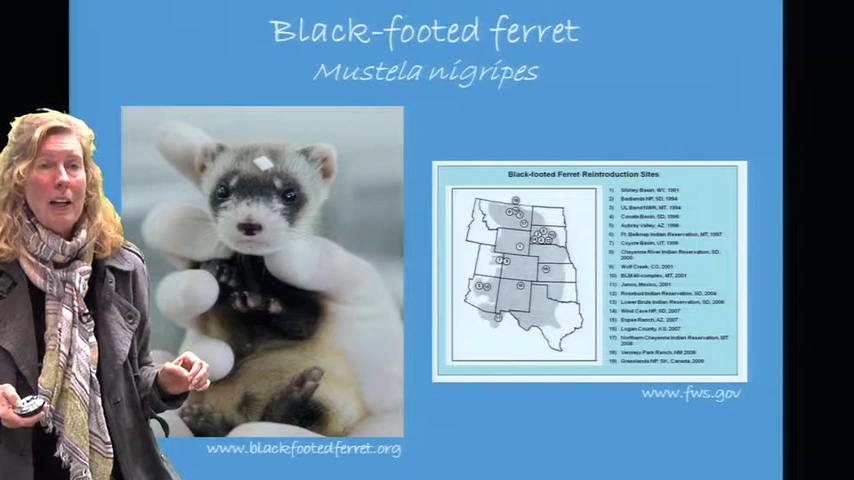 Black-footed ferret
Mustela nigripes
Black-footed Ferret Reintroduction Sites
1) Shirley Basin, WY, 1991
2) Badlands NP, SD, 1994
3) UL Bend NWR, MT, 1994
4) Conata Basin, SD, 1996
5) Aubrey Valley, AZ, 1996
6) Ft. Belknap Indian Reservation, MT, 1997
7) Coyote Basin, UT, 1999
8) Cheyenne River Indian Reservation, SD,
2000
9) Wolf Creek, CO, 2001
10) BLM 40-complex, MT, 2001
11) Janos, Mexico, 2001
12) Rosebud Indian Reservation, SD, 2004
13) Lower Brule Indian Reservation, SD, 2006
14) Wind Cave NP, SD, 2007
15) Espee Ranch, AZ, 2007
16) Logan County, KS, 2007
17) Northern Cheyenne Indian Reservation, MT
2008
18) Vermejo Park Ranch, NM 2008
19) Grasslands NP, SK, Canada, 2009
www.fws.gov
www.blackfootedferret.org